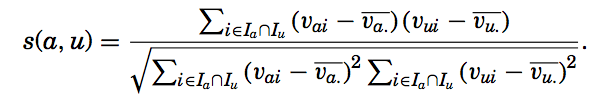 s(a, u) = \frac{\sum_{i \in I_a \cap I_u} (v_{ai} - \overline{v_{a.}}) (v_{ui} - \overline{v_{u.}})}{\sqrt{\sum_{i \in I_a \cap I_u} (v_{ai} - \overline{v_{a.}})^2 \sum_{i \in I_a \cap I_u} (v_{ui} - \overline{v_{u.}})^2}}.